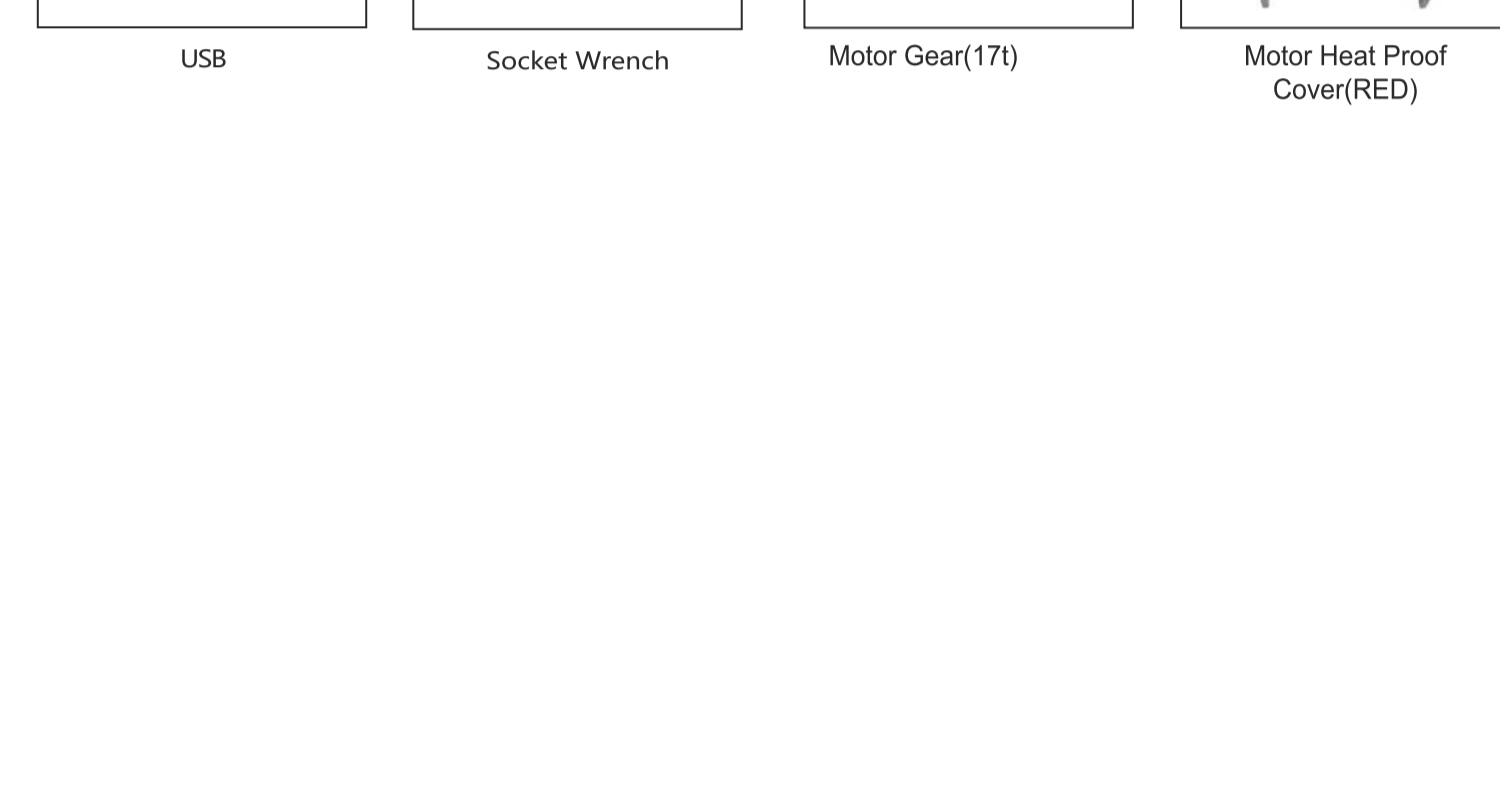 USB
Socket Wrench
Motor Gear(17t)
Motor Heat Proof
Cover(RED)